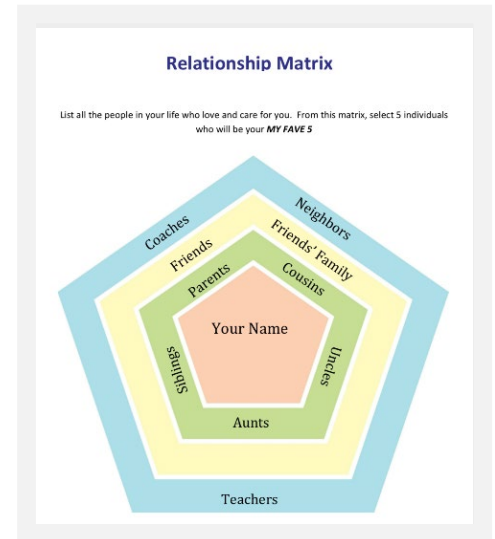 Relationship Matrix
List all the people in your life who love and care for you. From this matrix, select 5 individuals
who will be your MY FAVE 5
Coaches
Neighbors
Friends
Friends' Family
Parents
Cousins
Your Name
Siblings
Uncles
Aunts
Teachers